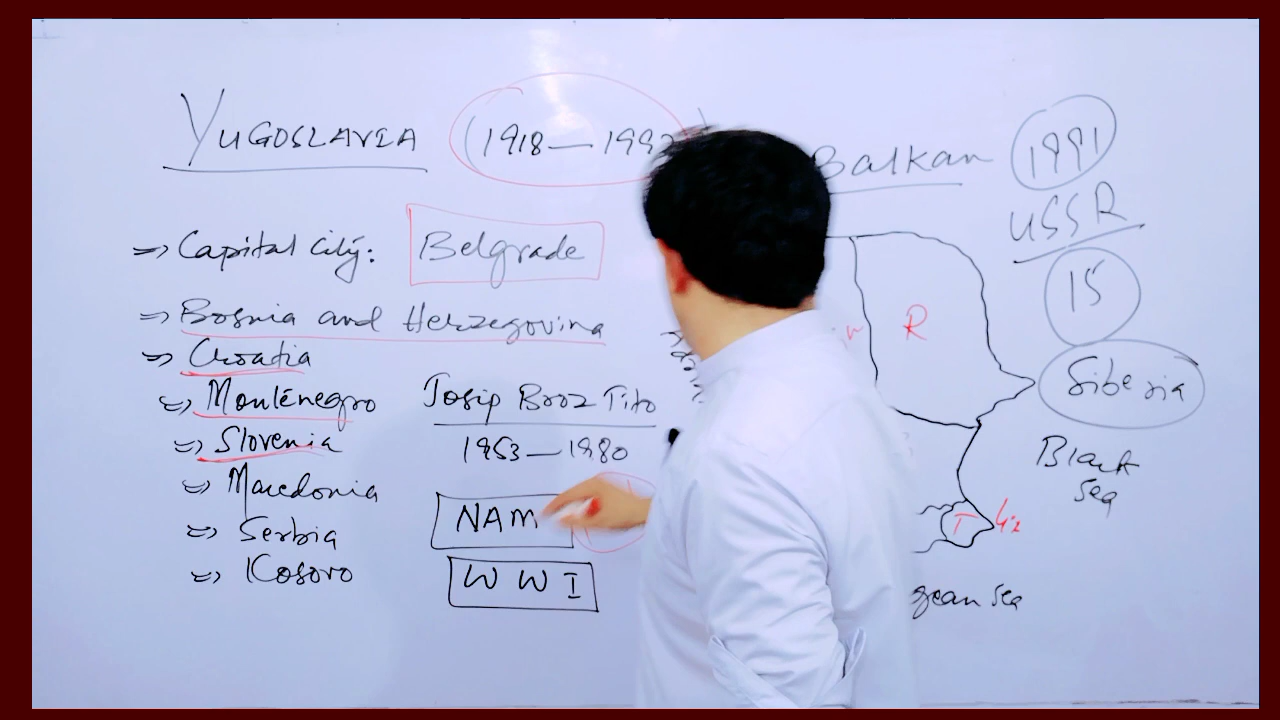 YUGOSLAVIA (1918—1992)
Balkan
1991
USSR
15
Siberia
=> Capital City: Belgrade
=> Bosnia and Herzegovina
=> Croatia
=> Montenegro
=> Slovenia
=> Macedonia
=> Serbia
=> Kosovo
Josip Broz Tito
1953—1980
NAM
WWI
R
Black
Sea
T
gean Sea